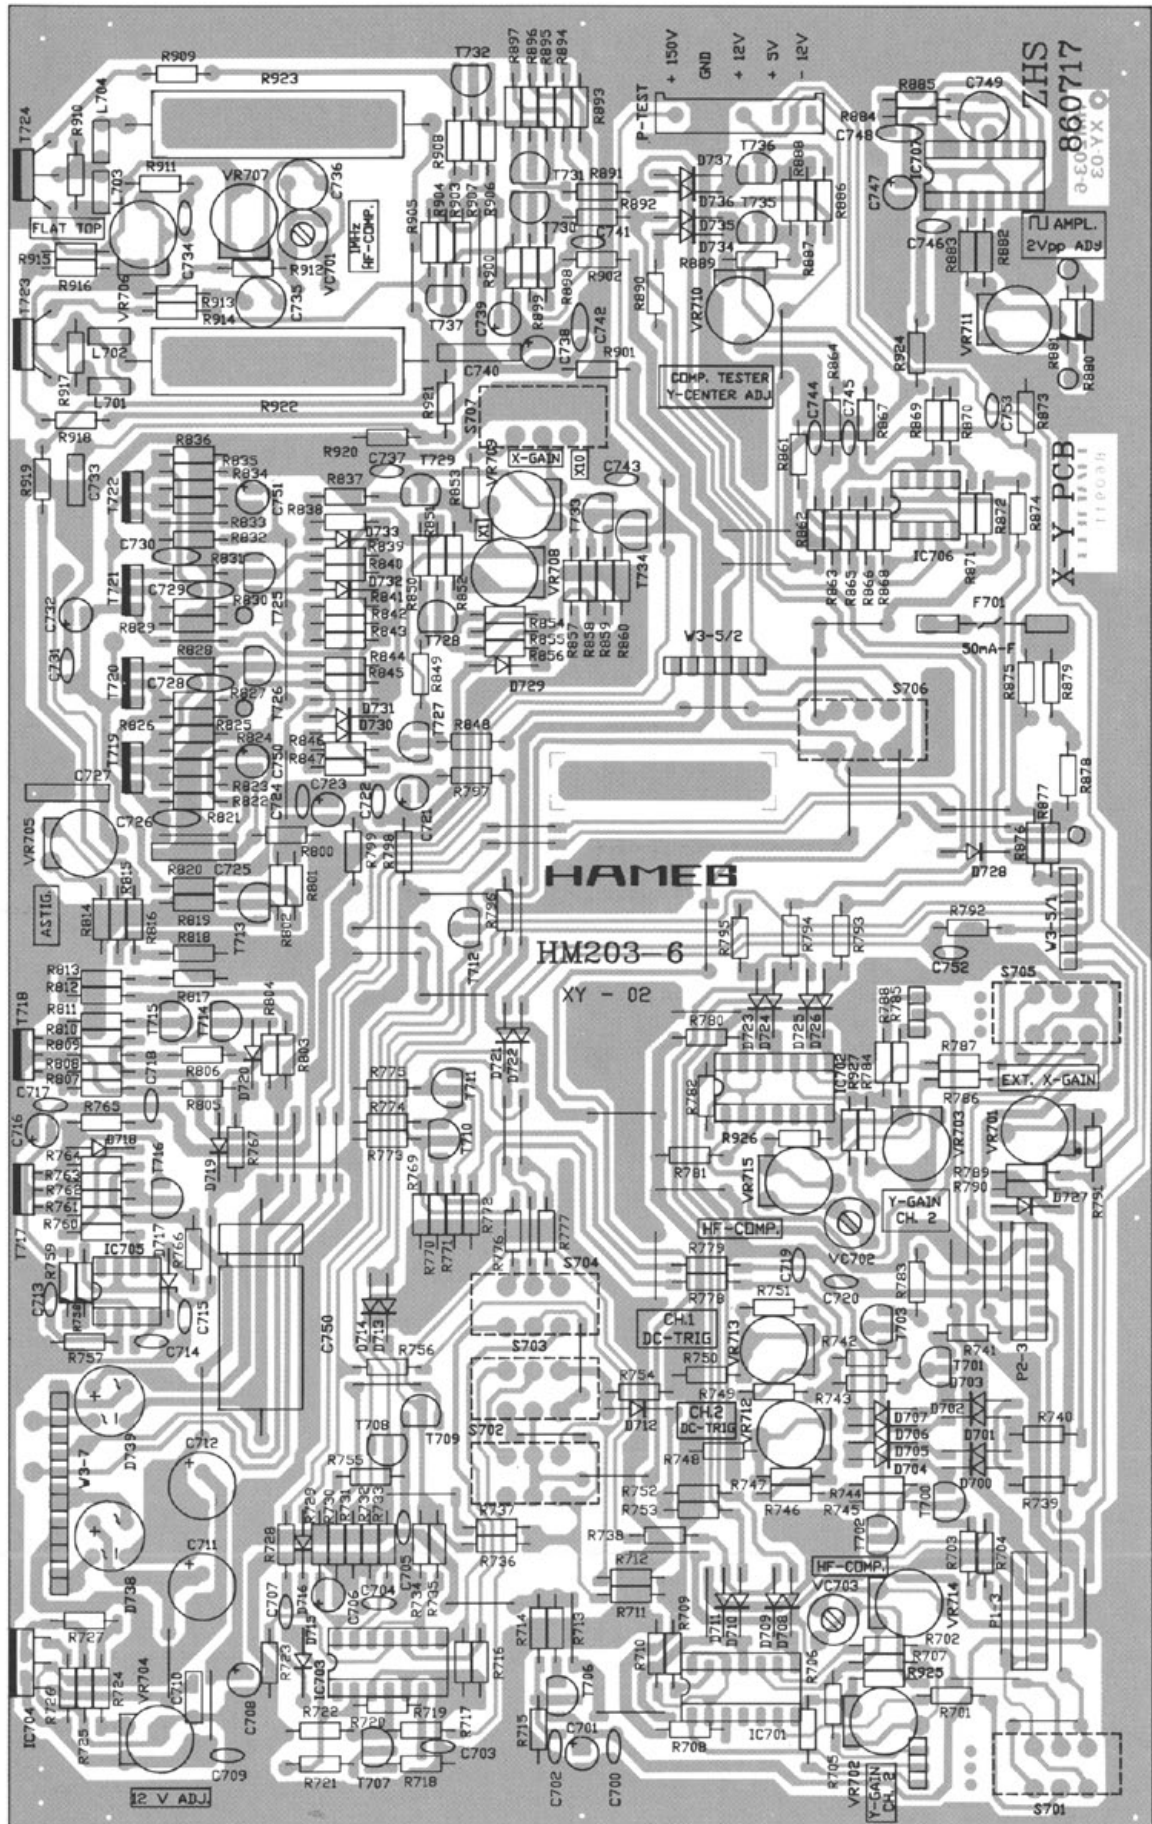 R909
R923
T732
R897
R896
R895
R894
R893
+ 150V
GND
+ 12V
+ 5V
- 12V
P-TEST
R885
R884
C749
C748
ZHS
860717
XY-03
HM203-6
T724
R910
L704
L703
R911
VR707
C736
R908
R904
R903
R907
R906
R905
T731
R891
R892
D737
D736
T736
R888
R886
IC707
C747
FLAT TOP
R915
R916
VR706
C734
R912
VC701
1MHz
HF-COMP.
T730
C741
D735
D734
T735
R889
R887
C746
R883
R882
AMPL.
2Vpp ADJ
T723
R913
R914
C735
R900
R899
R898
R902
R890
VR710
T737
C739
C738
C742
L702
L701
R917
R918
R922
C740
R901
R921
S707
COMP. TESTER
Y-CENTER ADJ
R864
C744
C745
R867
R861
R924
R869
R870
VR711
R881
R880
C753
R873
R919
C733
R836
R835
R834
R833
R832
R831
T722
C751
R920
C737
T729
R853
VR709
X-GAIN
X10
X1
C743
T733
T734
R837
R838
D733
R839
R840
D732
R841
R842
R843
R844
R845
D731
D730
R846
R847
R851
R850
R852
VR708
R862
R863
R865
R866
R868
IC706
R871
R872
R874
X-Y PCB
860911
C730
C729
T721
C732
C731
R830
R829
T725
R828
T720
C728
R827
T726
R826
R825
R824
T719
C750
R823
R822
T728
R854
R855
R856
R857
R858
R859
R860
D729
R849
T727
R848
R797
W3-5/2
F701
50mA-F
R875
R879
S706
C727
C726
R821
C724
C723
C722
C721
VR705
R820
C725
R800
R799
R798
R801
R802
R819
R818
T713
R815
R814
R816
ASTIG.
R878
R877
R876
D728
HAMEG
HM203-6
XY - 02
R796
T712
R795
R794
R793
R792
C752
W3-5/1
S705
R813
R812
R811
R810
R809
R808
R807
T718
R817
T715
T714
R804
R803
C718
R806
R805
D720
C717
C716
R765
D721
D722
D723
D724
D725
D726
R780
R782
IC702
R788
R785
R927
R784
R787
R786
EXT. X-GAIN
R775
R774
R773
T711
T710
R764
D718
R763
R762
R761
R760
T717
T716
D719
R767
R769
R770
R771
R772
R776
R777
R781
R926
VR715
VR703
VR701
R789
R790
D727
R791
Y-GAIN
CH. 2
HF-COMP.
VC702
R759
R758
IC705
D717
R766
C713
C715
C714
R757
C750
D714
D713
R756
S704
S703
R779
R778
C719
C720
R751
R783
CH.1
DC-TRIG
R750
VR713
R742
T703
T701
R741
P2-3
W3-7
D739
C712
T708
T709
S702
R754
D712
CH.2
DC-TRIG
R749
VR712
R748
R743
D703
D702
D707
D706
D705
D704
D701
D700
R740
R739
R755
D738
C711
R728
R729
R730
R731
R732
R733
C705
R737
R736
R752
R753
R747
R746
R744
R745
T700
R738
R712
R711
T702
R703
R704
HF-COMP.
VC703
VR714
P1-3
R727
C707
D716
D715
C706
C704
R734
R735
R714
R713
R709
R710
D711
D710
D709
D708
R706
R702
R707
R925
R701
IC704
R726
R725
R724
VR704
C710
C708
C709
R723
IC703
R722
R721
R720
T707
R719
R718
R717
R716
C703
R715
T706
C701
C702
C700
R708
IC701
R705
VR702
Y-GAIN
CH. 2
S701
12 V ADJ.